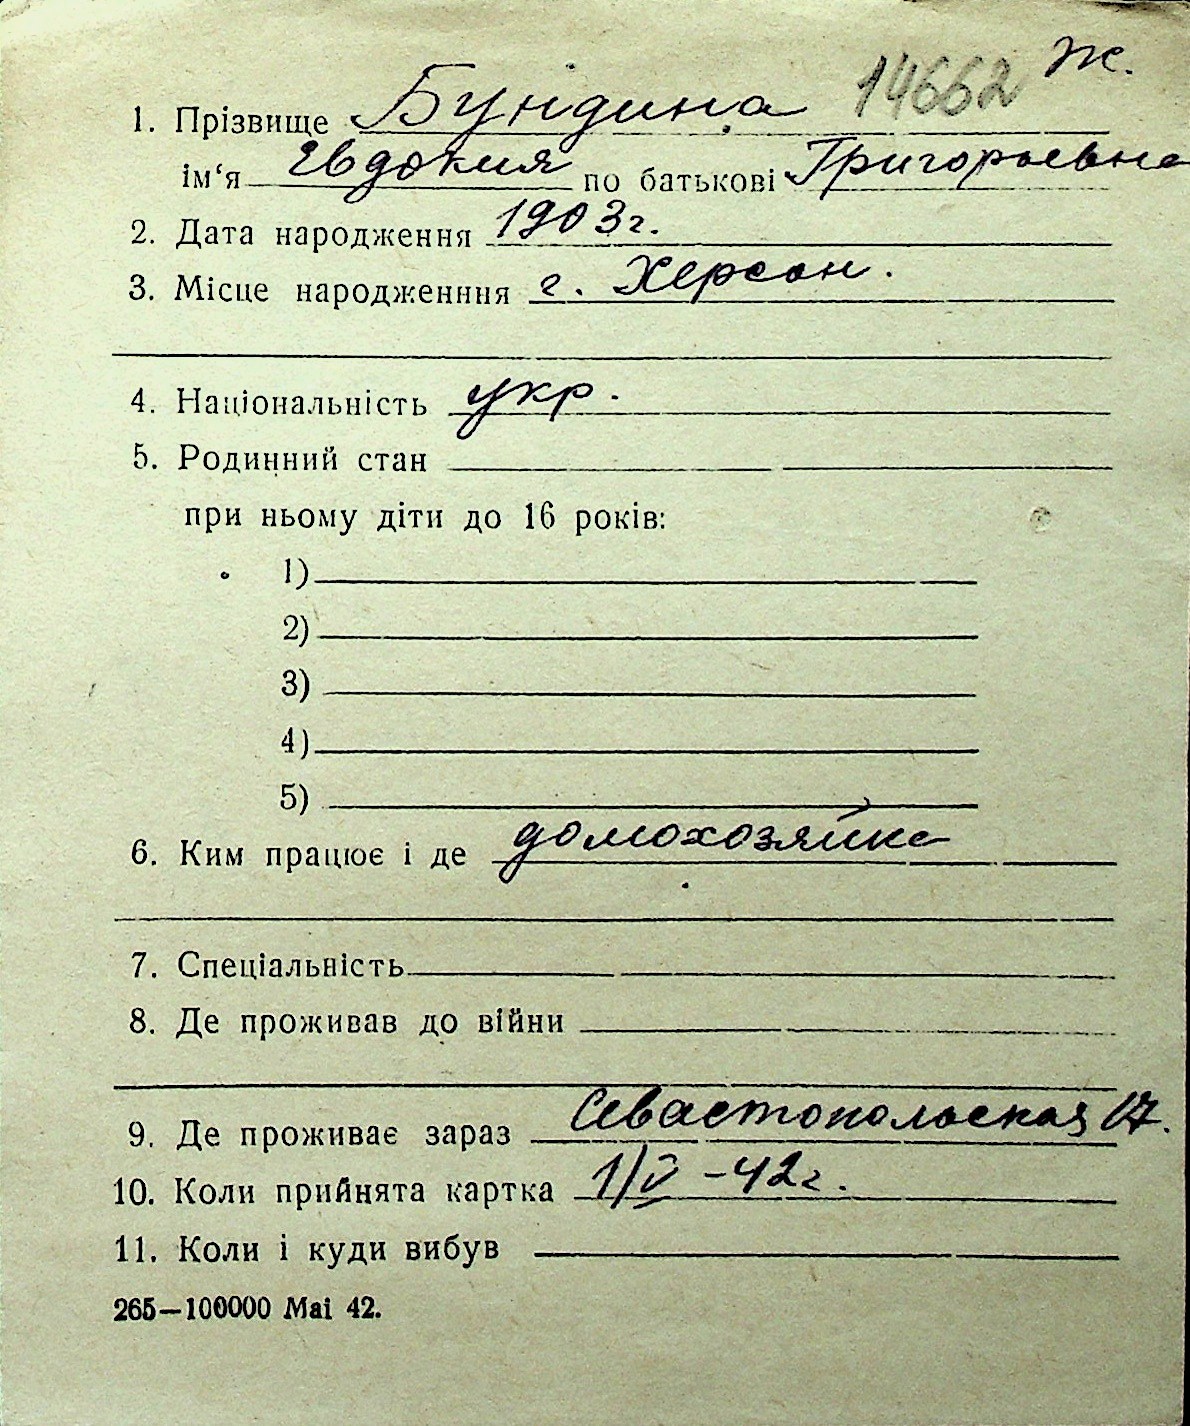 14662 Ж.
1. Прізвище Бундина
ім‘я Евдокия по батькові Григорьевна
2. Дата народження 1903г.
3. Місце народженння г. Херсон.
4. Національність укр.
5. Родинний стан
при ньому діти до 16 років:
1)
2)
3)
4)
5)
6. Ким працює і де домохозяйка
7. Спеціальність
8. Де проживав до війни
9. Де проживає зараз Севастопольская 17.
10. Коли прийнята картка 1/V – 42г.
11. Коли і куди вибув
265—100000 Mai 42.